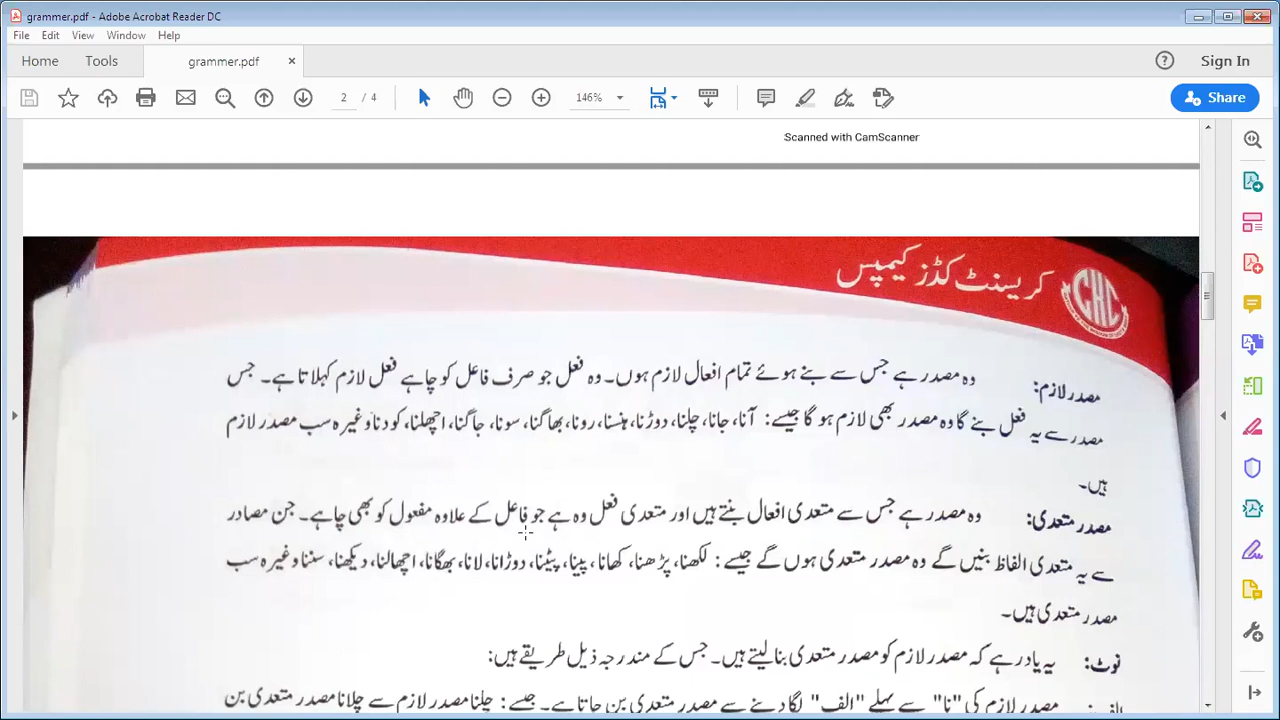 grammer.pdf - Adobe Acrobat Reader DC
File Edit View Window Help
Home Tools grammer.pdf × Sign In
2 / 4 146% Share
Scanned with CamScanner
کریسنٹ کڈز کیمپس
CHC
مصدر لازم: وہ مصدر ہے جس سے بنے ہوئے تمام افعال لازم ہوں۔ وہ فعل جو صرف فاعل کو چاہے فعل لازم کہلاتا ہے۔ جس
مصدر سے یہ فعل بنے گا وہ مصدر بھی لازم ہو گا جیسے: آنا، جانا، چلنا، دوڑنا، ہنسنا، رونا، بھاگنا، سونا، جاگنا، اچھلنا، کودنا وغیرہ سب مصدر لازم
ہیں۔
مصدر متعدی: وہ مصدر ہے جس سے متعدی افعال بنتے ہیں اور متعدی فعل وہ ہے جو فاعل کے علاوہ مفعول کو بھی چاہے۔ جن مصادر
سے یہ متعدی الفاظ بنیں گے وہ مصدر متعدی ہوں گے جیسے: لکھنا، پڑھنا، کھانا، پینا، پیٹنا، دوڑانا، لانا، بھگانا، اچھالنا، دیکھنا، سننا وغیرہ سب
مصدر متعدی ہیں۔
نوٹ: یہ یاد رہے کہ مصدر لازم کو مصدر متعدی بنا لیتے ہیں۔ جس کے مندرجہ ذیل طریقے ہیں:
الف: مصدر لازم کی "نا" سے پہلے "الف" لگا دینے سے مصدر متعدی بن جاتا ہے۔ جیسے: چلنا مصدر لازم سے چلانا مصدر متعدی بن